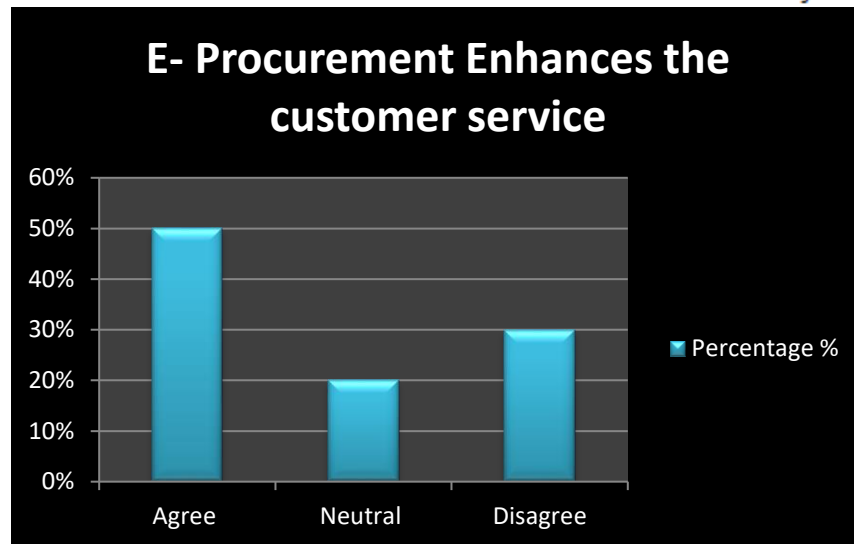 E- Procurement Enhances the
customer service
60%
50%
40%
30%
20%
10%
0%
Agree Neutral Disagree
Percentage %